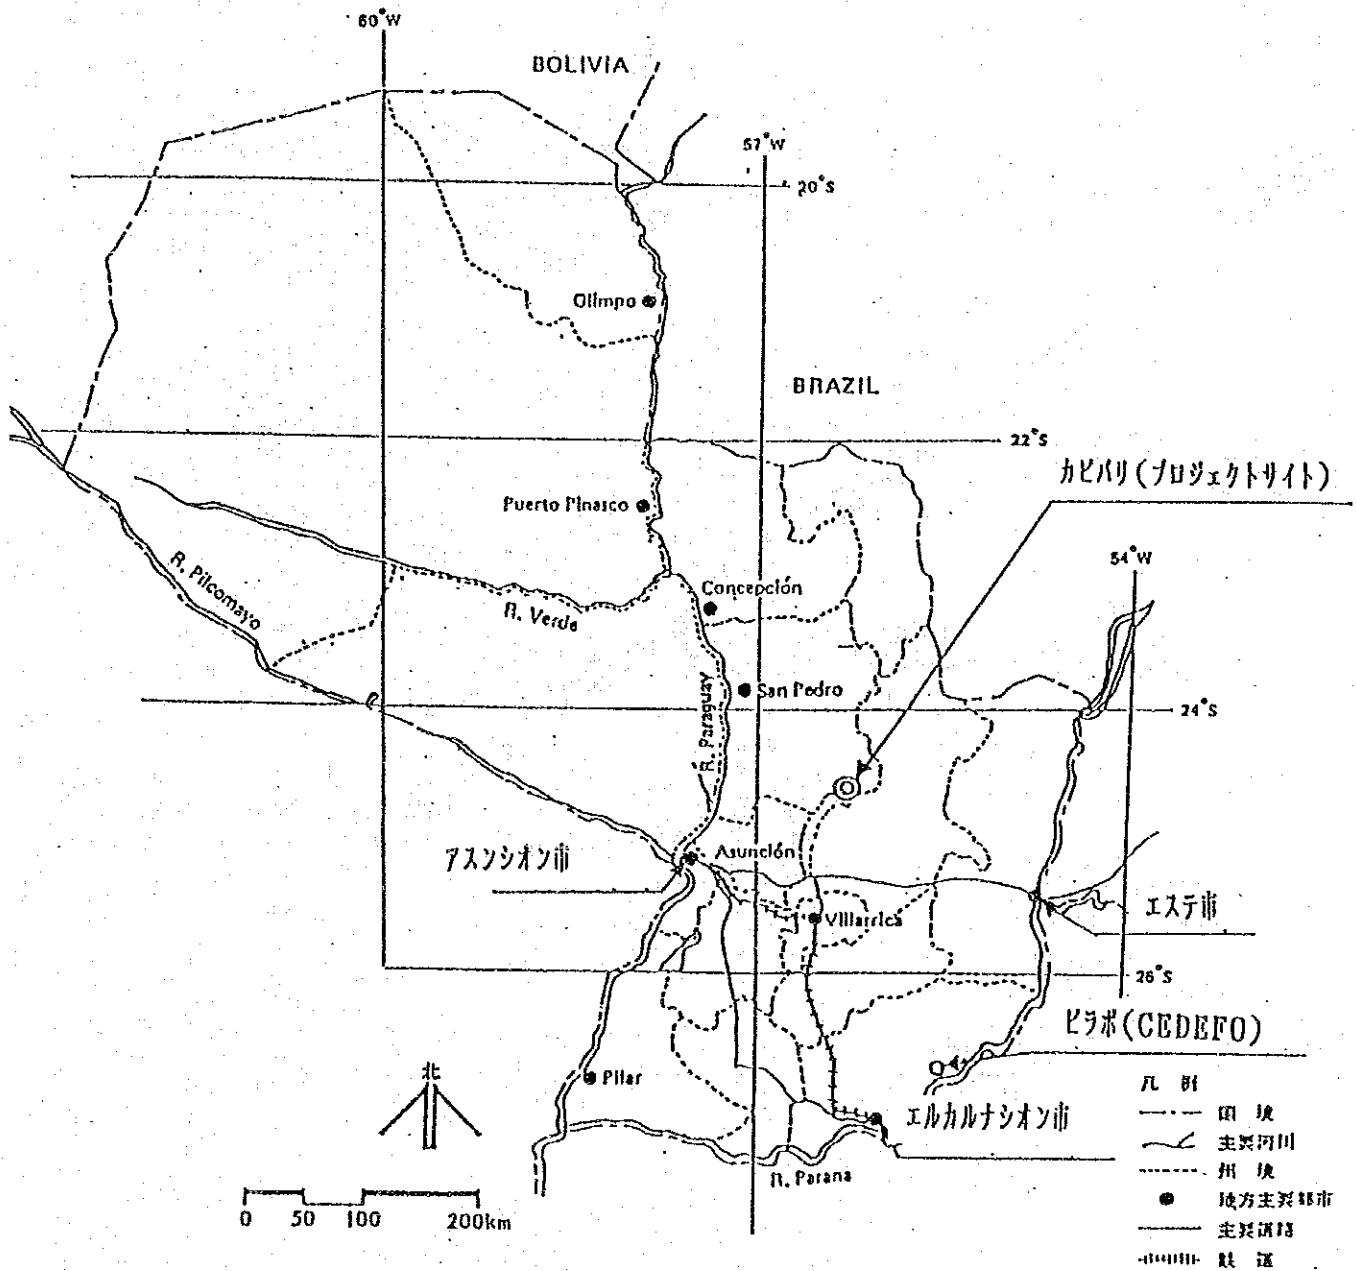 60°W
BOLIVIA
57°W
20°S
Olimpo
BRAZIL
22°S
カピバリ(プロジェクトサイト)
Puerto Pinasco
54°W
R. Pilcomayo
Concepción
R. Verde
San Pedro
R. Paraguay
24°S
アスンシオン市
Asunción
エステ市
Villarrica
26°S
ピラポ(CEDEFO)
北
Pilar
凡例
国境
エルカルナシオン市
主要河川
州境
R. Parana
地方主要都市
0 50 100 200km
主要道路
鉄道